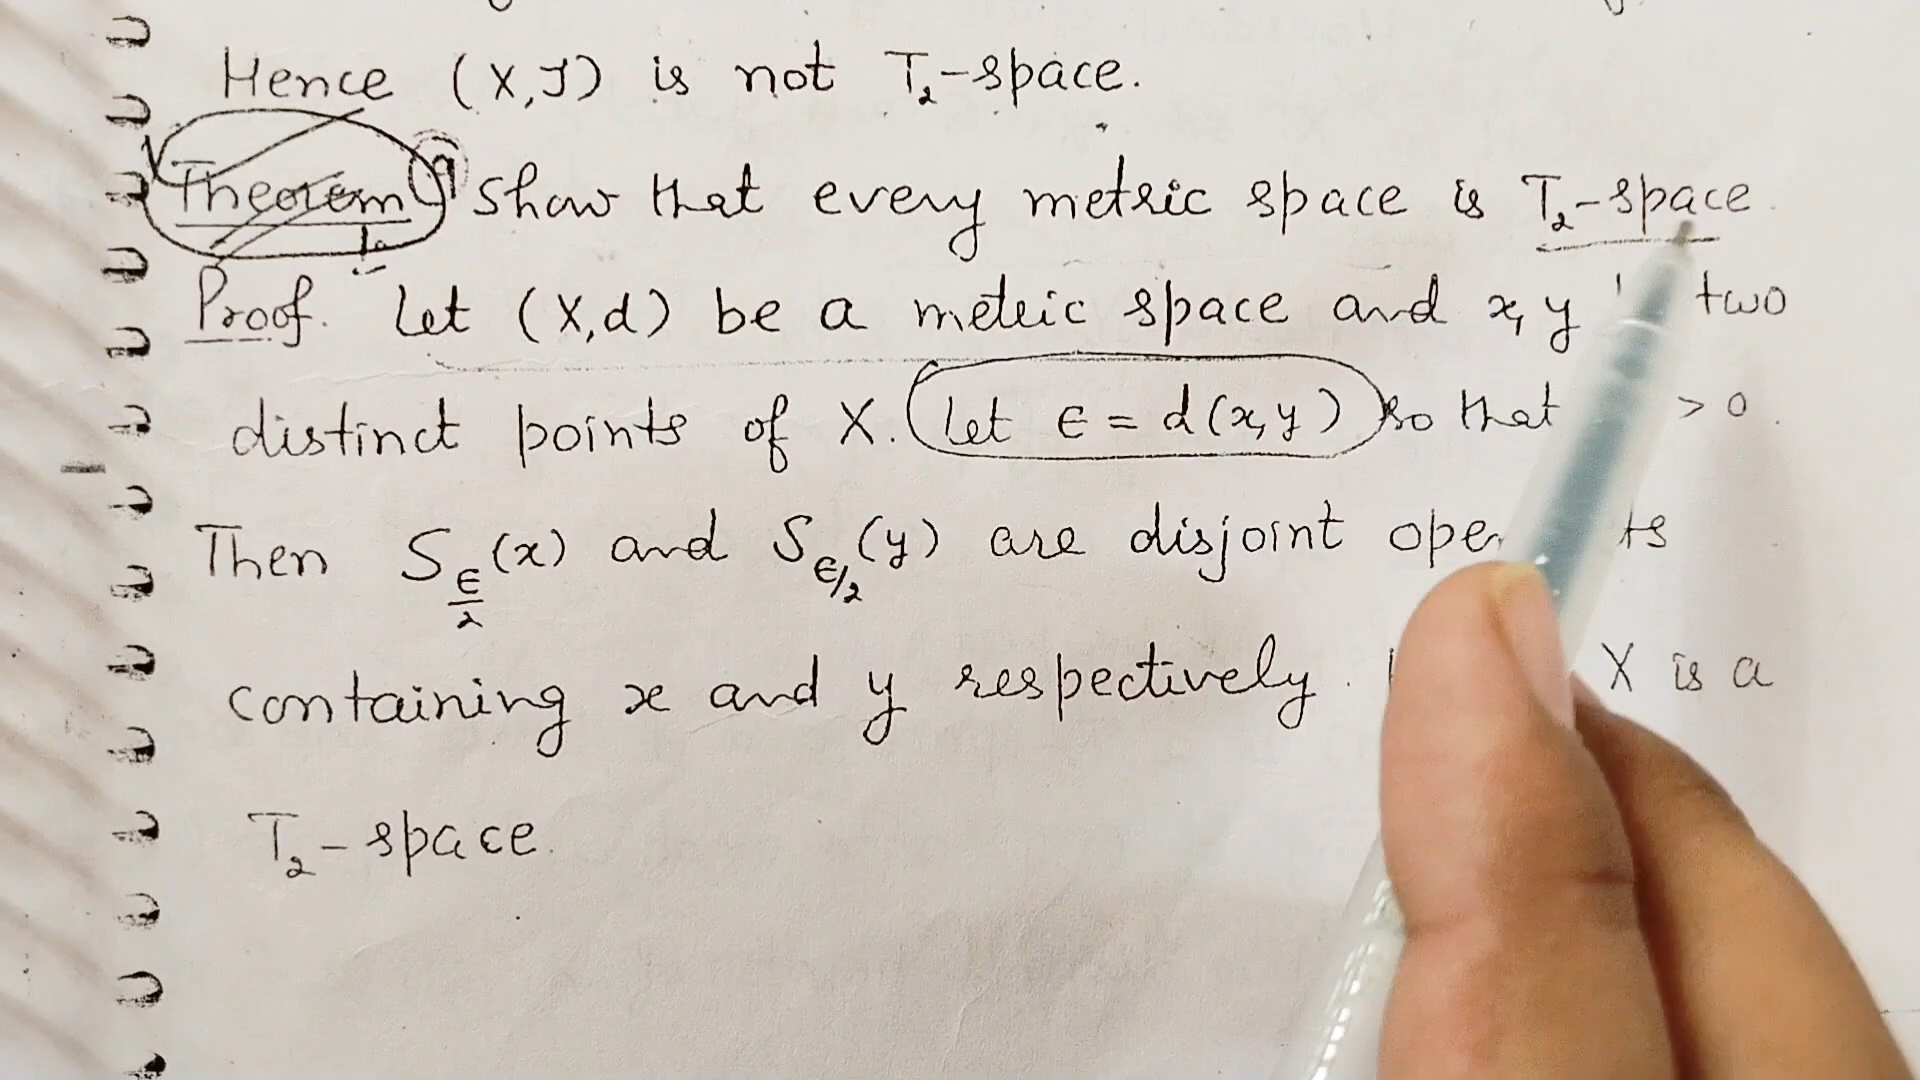 Hence (X,J) is not T₂-space.
Theorem show that every metric space is T₂-space.
Proof. Let (X,d) be a metric space and x, y two
distinct points of X. Let ϵ = d(x,y) so that > 0.
Then S_ϵ/2 (x) and S_ϵ/2 (y) are disjoint
containing x and y respectively. X is a
T₂-space.